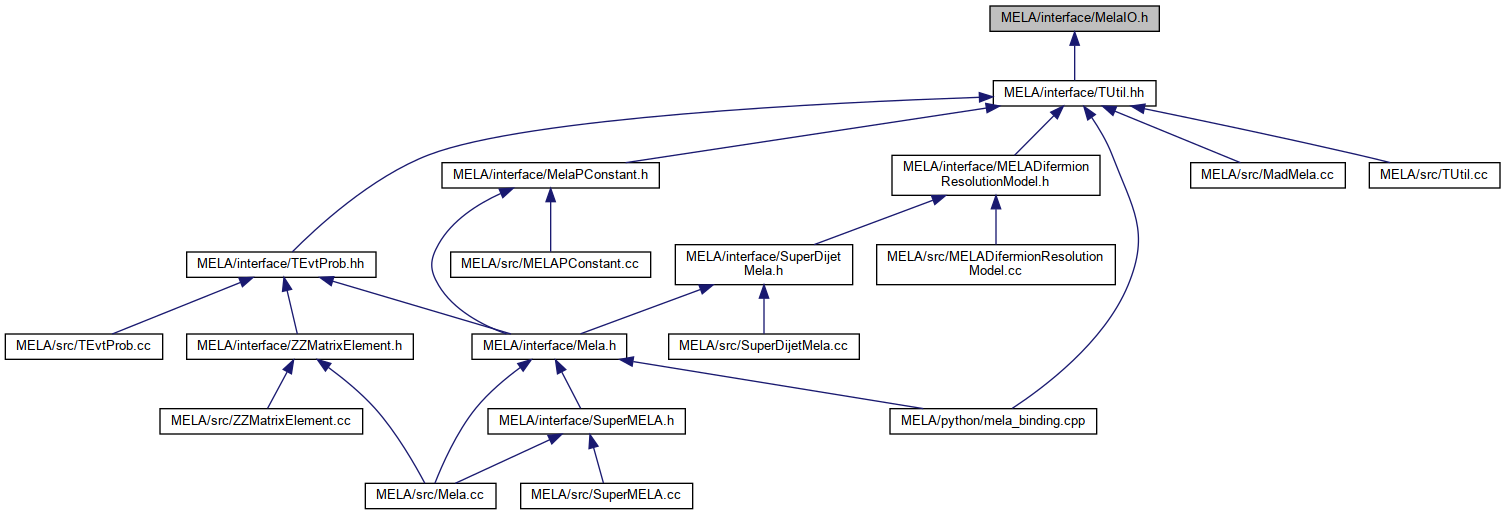 MELA/interface/MelaIO.h
MELA/interface/TUtil.hh
MELA/interface/MelaPConstant.h
MELA/interface/MELADifermion
ResolutionModel.h
MELA/src/MadMela.cc
MELA/src/TUtil.cc
MELA/interface/TEvtProb.hh
MELA/src/MELAPConstant.cc
MELA/interface/SuperDijet
Mela.h
MELA/src/MELADifermionResolution
Model.cc
MELA/src/TEvtProb.cc
MELA/interface/ZZMatrixElement.h
MELA/interface/Mela.h
MELA/src/SuperDijetMela.cc
MELA/src/ZZMatrixElement.cc
MELA/interface/SuperMELA.h
MELA/python/mela_binding.cpp
MELA/src/Mela.cc
MELA/src/SuperMELA.cc